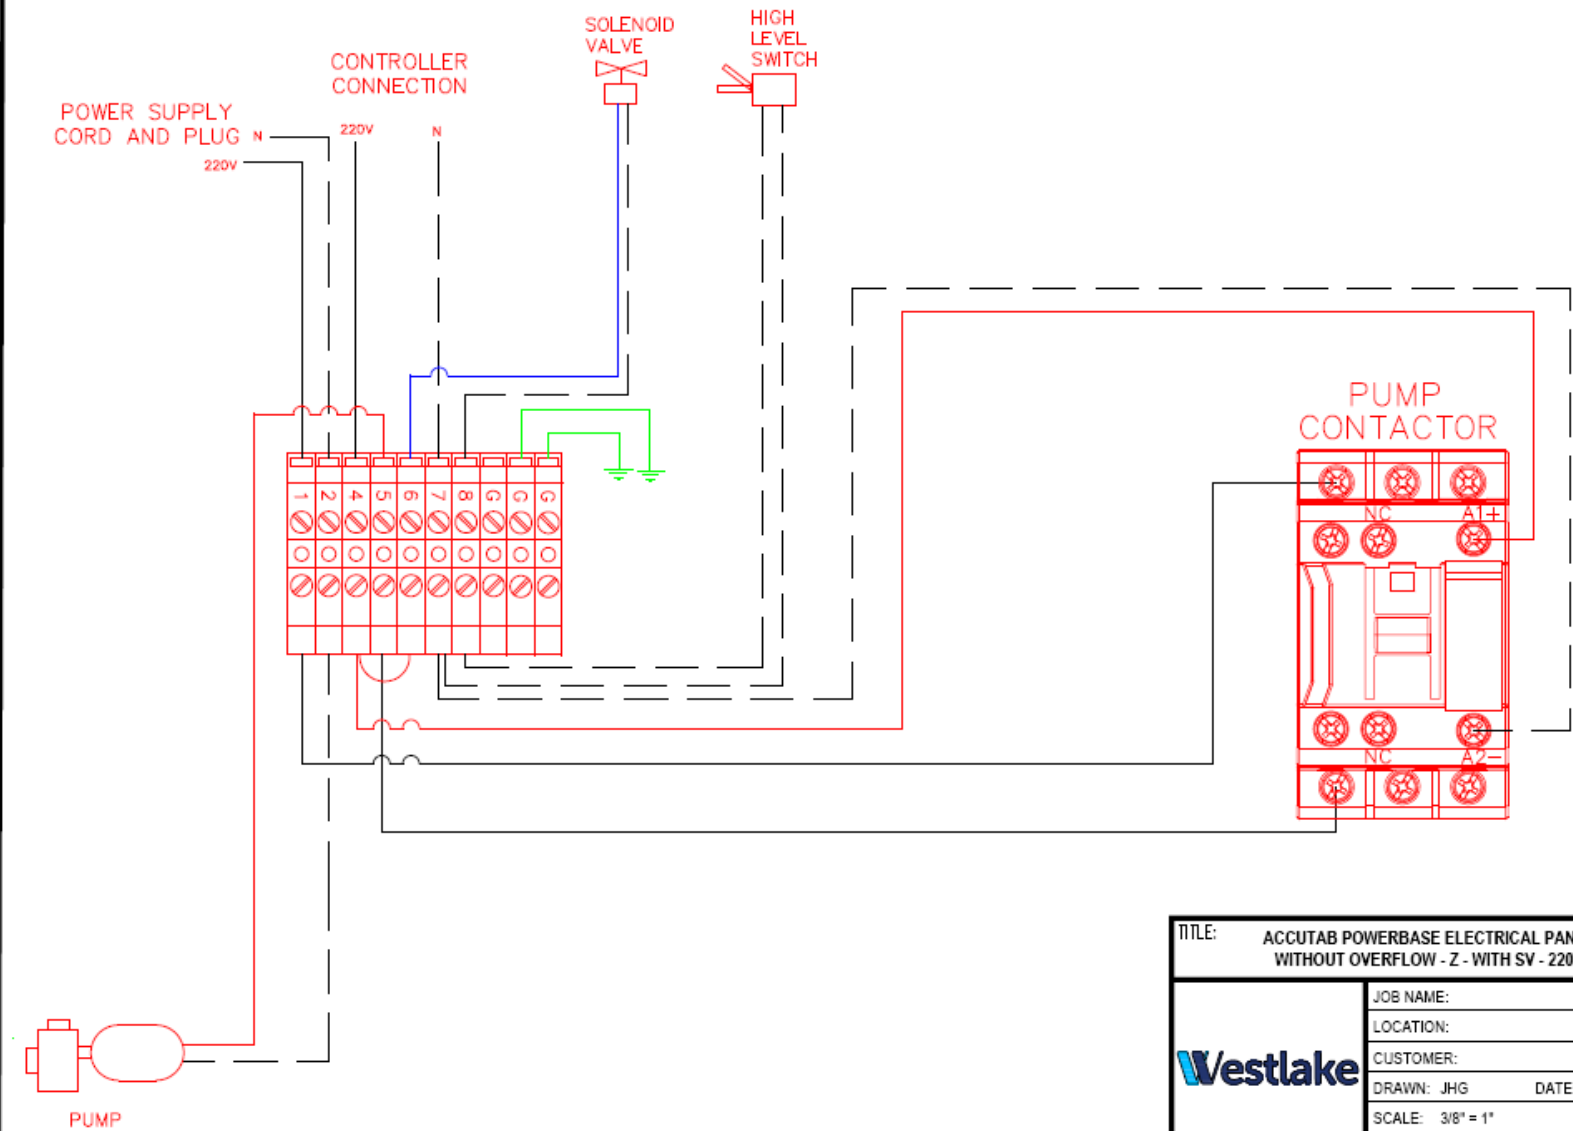 SOLENOID
VALVE
HIGH
LEVEL
SWITCH
CONTROLLER
CONNECTION
POWER SUPPLY
CORD AND PLUG N
220V
220V
N
1 2 4 5 6 7 8 G G G
PUMP
CONTACTOR
NC A1+
NC A2-
PUMP
TITLE:
ACCUTAB POWERBASE ELECTRICAL PAN
WITHOUT OVERFLOW - Z - WITH SV - 220
Westlake
JOB NAME:
LOCATION:
CUSTOMER:
DRAWN: JHG DATE
SCALE: 3/8" = 1"